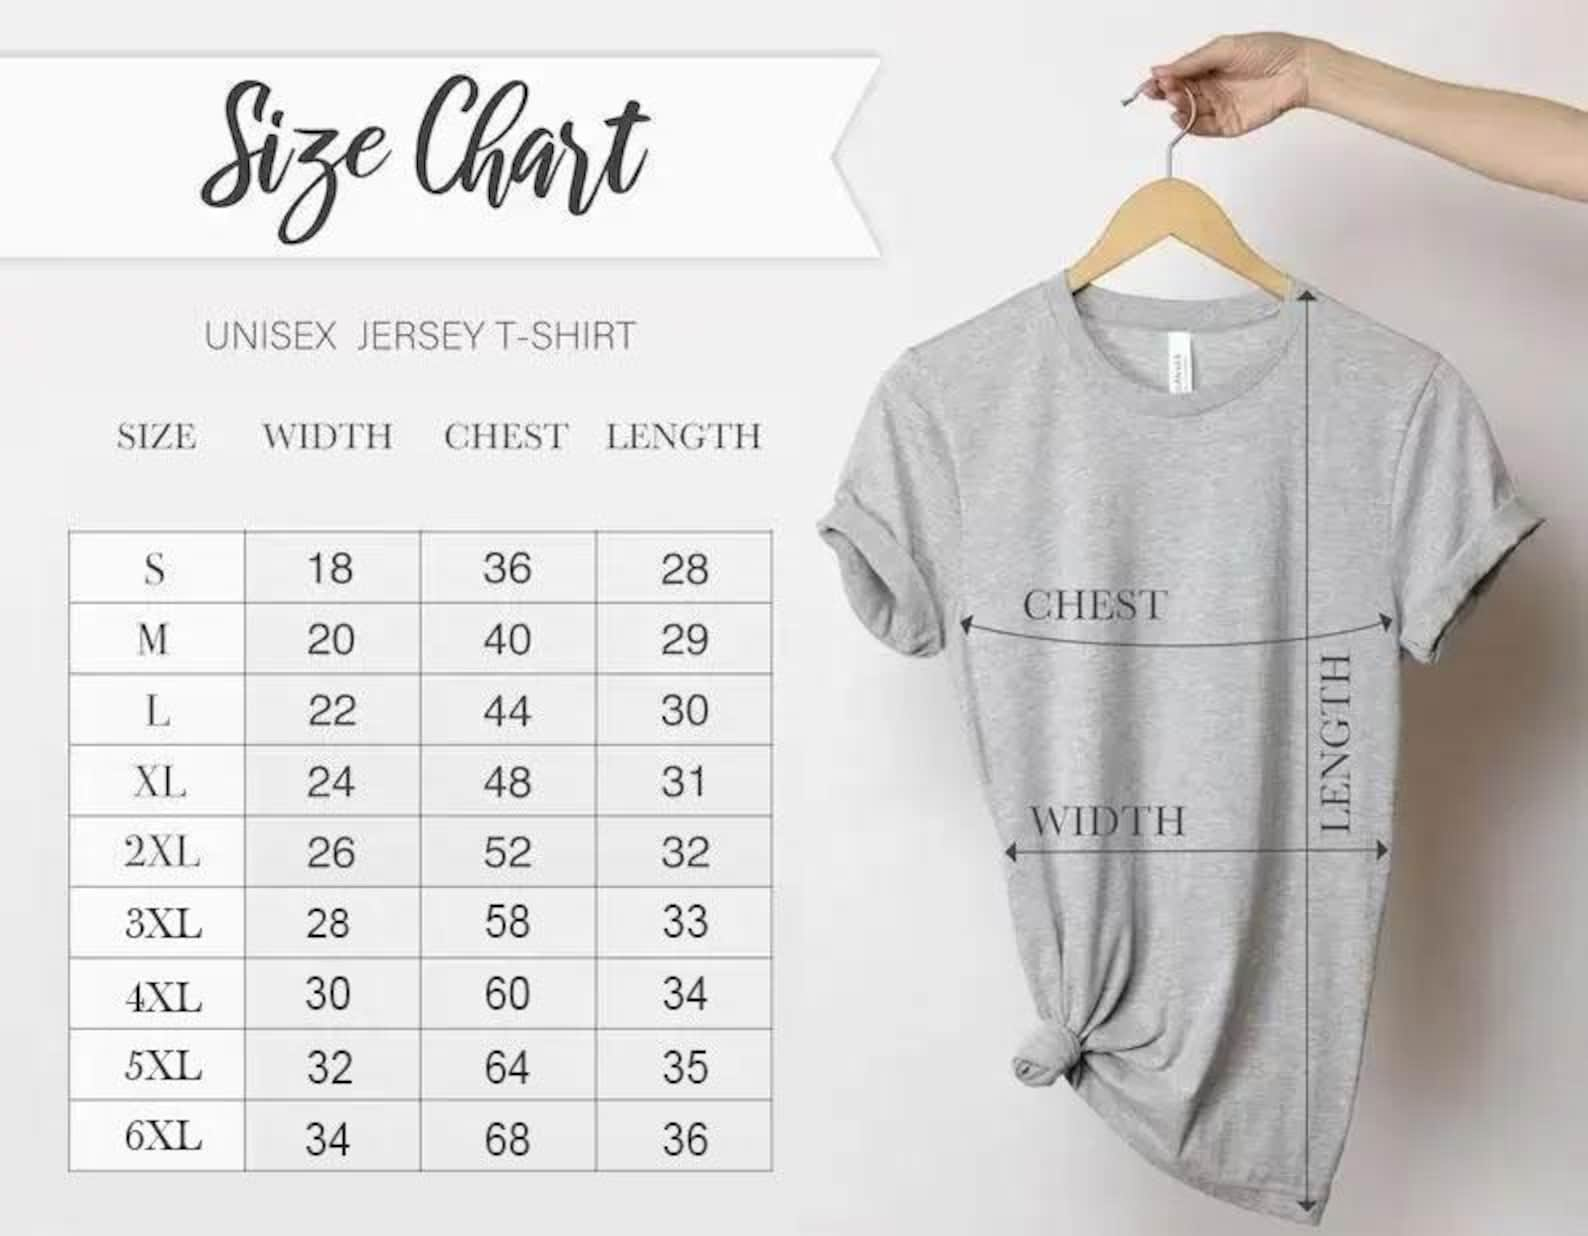 Size Chart
UNISEX JERSEY T-SHIRT
SIZE WIDTH CHEST LENGTH
S 18 36 28
M 20 40 29
L 22 44 30
XL 24 48 31
2XL 26 52 32
3XL 28 58 33
4XL 30 60 34
5XL 32 64 35
6XL 34 68 36
CHEST
LENGTH
WIDTH